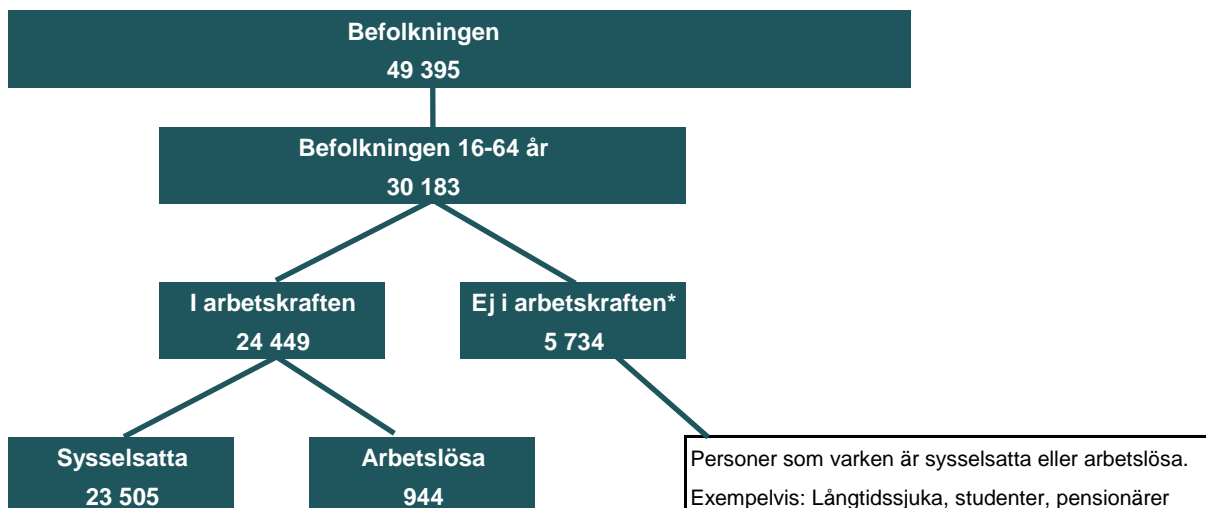 Befolkningen
49 395
Befolkningen 16-64 år
30 183
I arbetskraften
24 449
Ej i arbetskraften*
5 734
Sysselsatta
23 505
Arbetslösa
944
Personer som varken är sysselsatta eller arbetslösa.
Exempelvis: Långtidssjuka, studenter, pensionärer